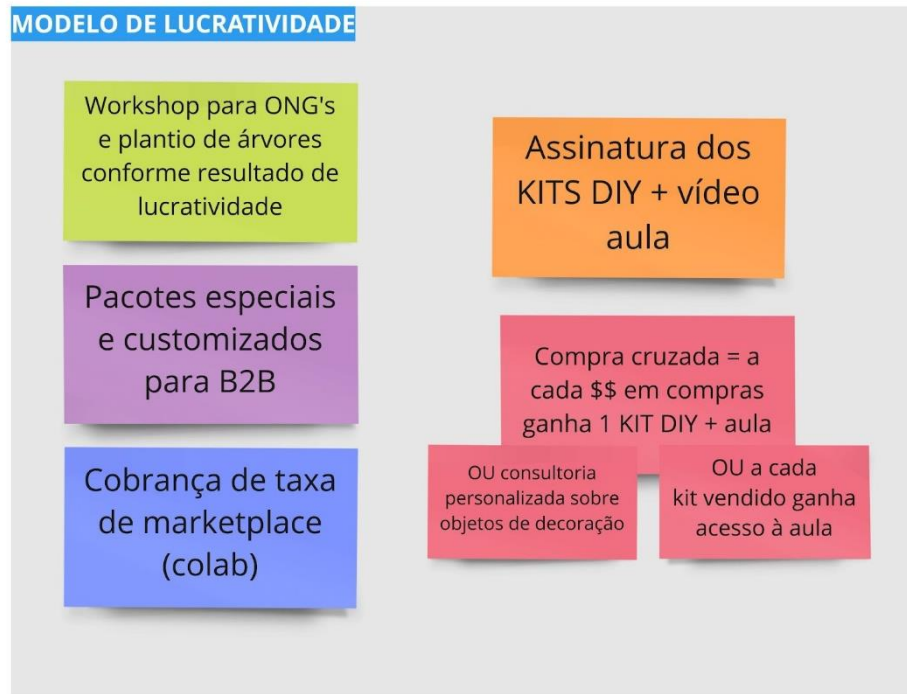 MODELO DE LUCRATIVIDADE
Workshop para ONG's
e plantio de árvores
conforme resultado de
lucratividade
Pacotes especiais
e customizados
para B2B
Cobrança de taxa
de marketplace
(colab)
Assinatura dos
KITS DIY + vídeo
aula
Compra cruzada = a
cada $$ em compras
ganha 1 KIT DIY + aula
OU consultoria
personalizada sobre
objetos de decoração
OU a cada
kit vendido ganha
acesso à aula